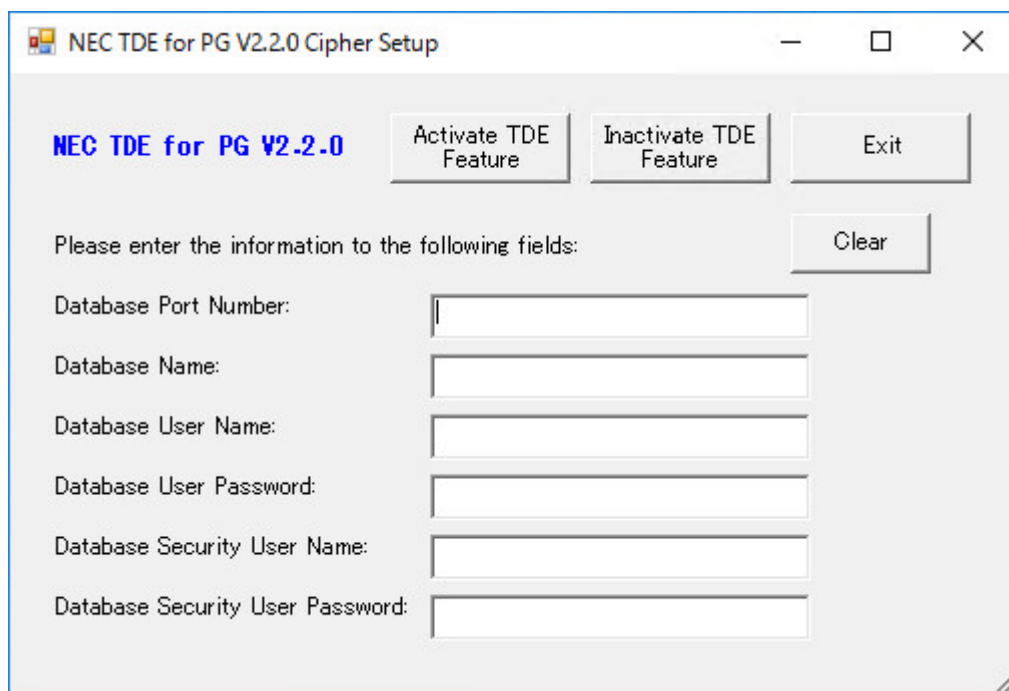 NEC TDE for PG V2.2.0 Cipher Setup
NEC TDE for PG V2.2.0
Activate TDE
Feature
Inactivate TDE
Feature
Exit
Please enter the information to the following fields:
Clear
Database Port Number:
Database Name:
Database User Name:
Database User Password:
Database Security User Name:
Database Security User Password: